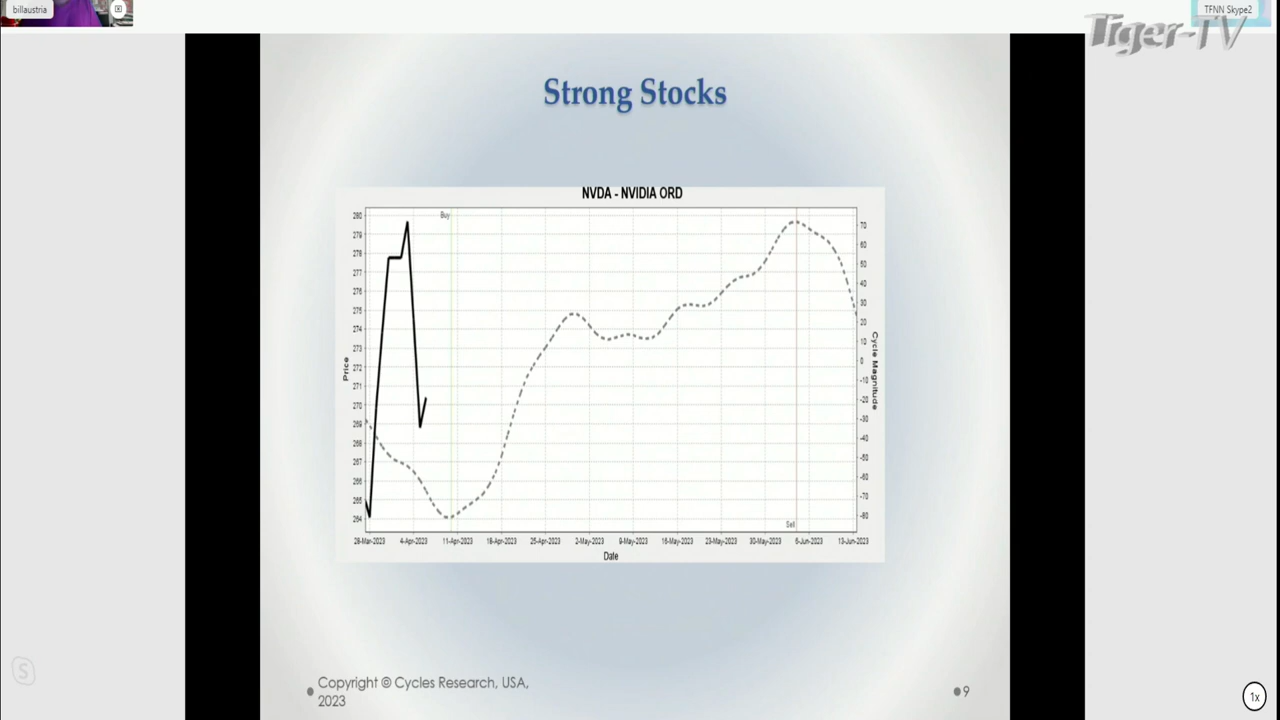 billaustria
TFNN Skype2
Tiger-TV
Strong Stocks
NVDA - NVIDIA ORD
Buy
280
279
278
277
276
275
274
273
272
271
270
269
268
267
266
265
264
Price
70
60
50
40
30
20
10
0
-10
-20
-30
-40
-50
-60
-70
-80
Cycle Magnitude
Sell
28-Mar-2023 4-Apr-2023 11-Apr-2023 18-Apr-2023 25-Apr-2023 2-May-2023 9-May-2023 16-May-2023 23-May-2023 30-May-2023 6-Jun-2023 13-Jun-2023
Date
Copyright © Cycles Research, USA,
2023
9
S
1x